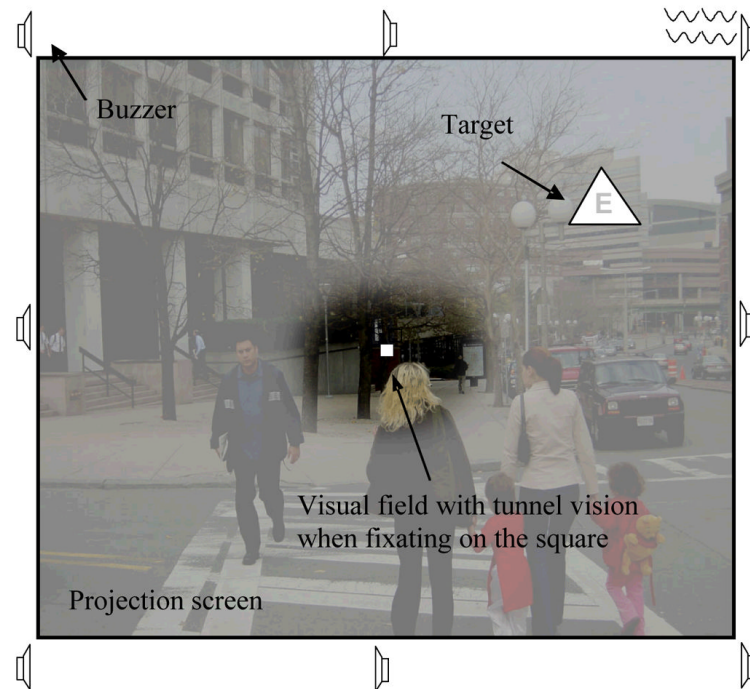 Buzzer
Target
E
Visual field with tunnel vision
when fixating on the square
Projection screen